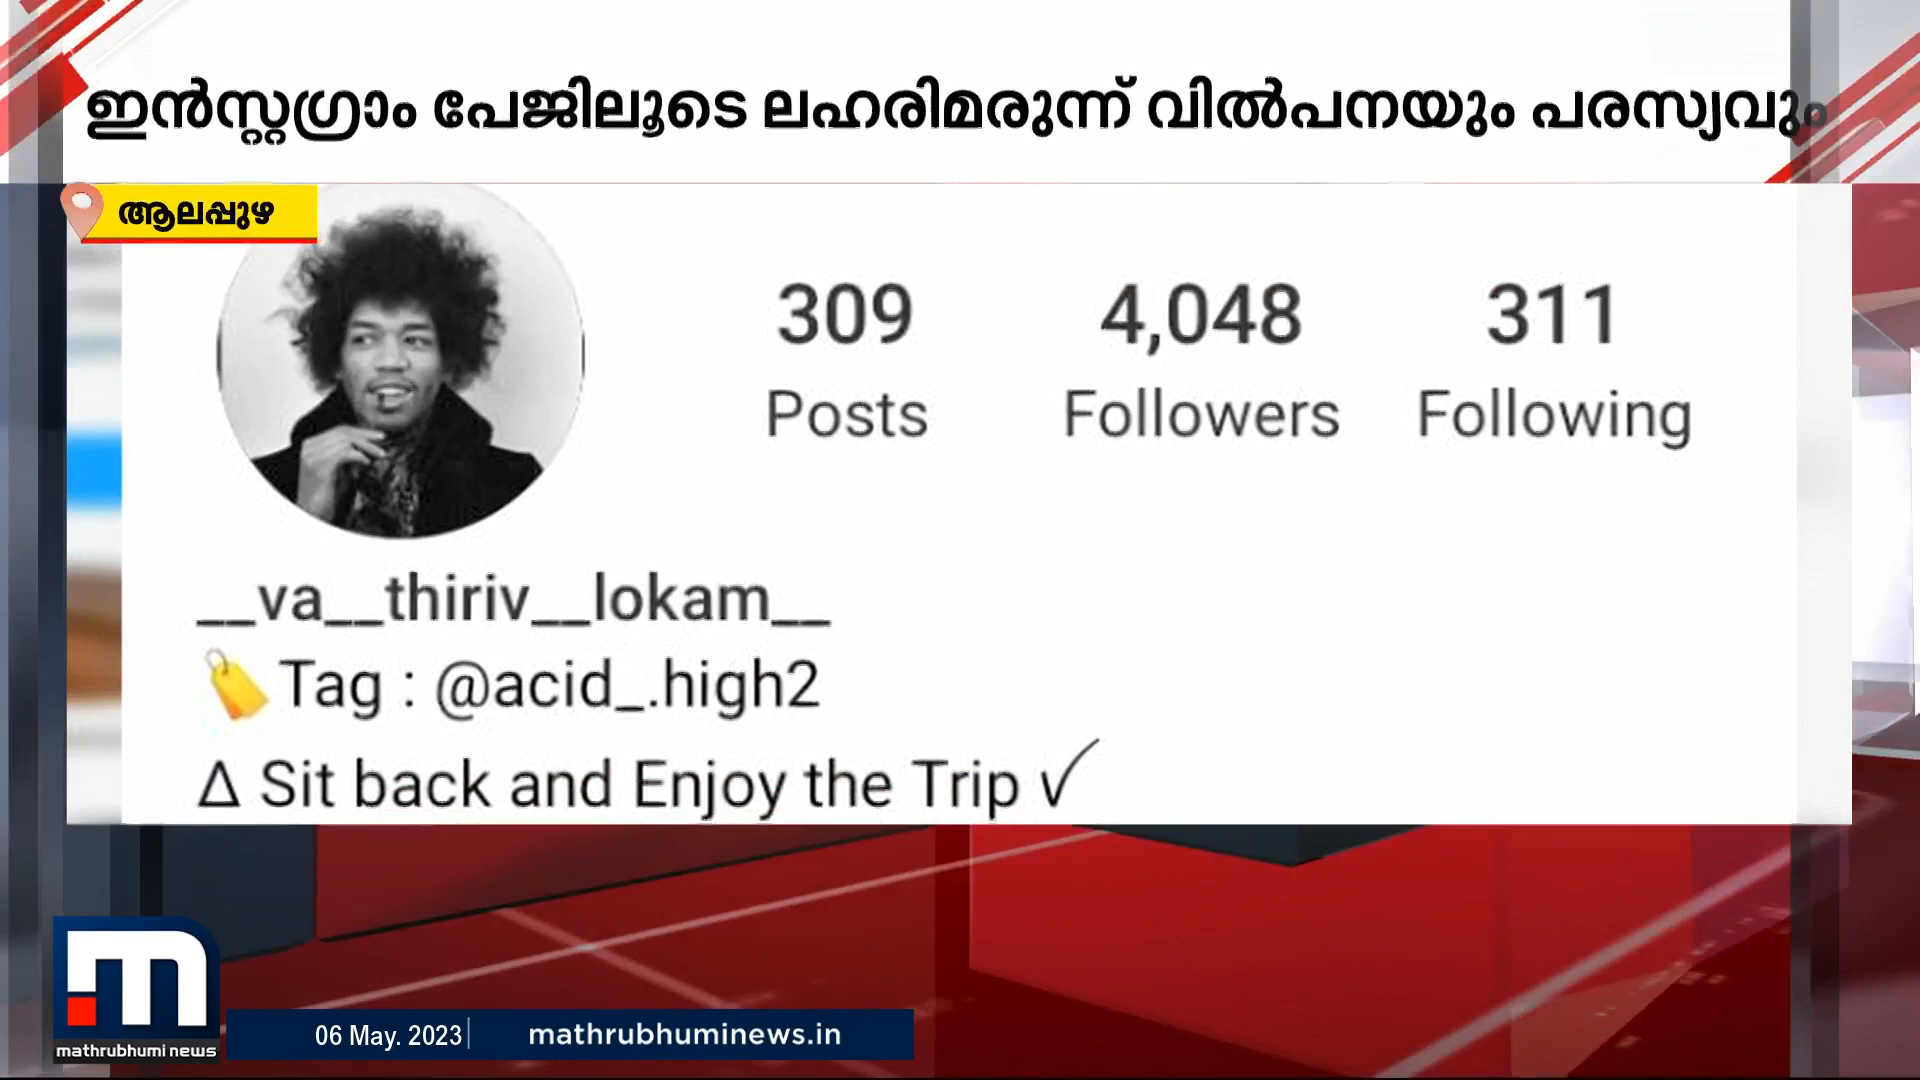 ഇൻസ്റ്റഗ്രാം പേജിലൂടെ ലഹരിമരുന്ന് വിൽപനയും പരസ്യവും
ആലപ്പുഴ
309 4,048 311
Posts Followers Following
__va__thiriv__lokam__
🏷️ Tag : @acid_.high2
Δ Sit back and Enjoy the Trip ✓
mathrubhumi news
06 May. 2023 mathrubhuminews.in